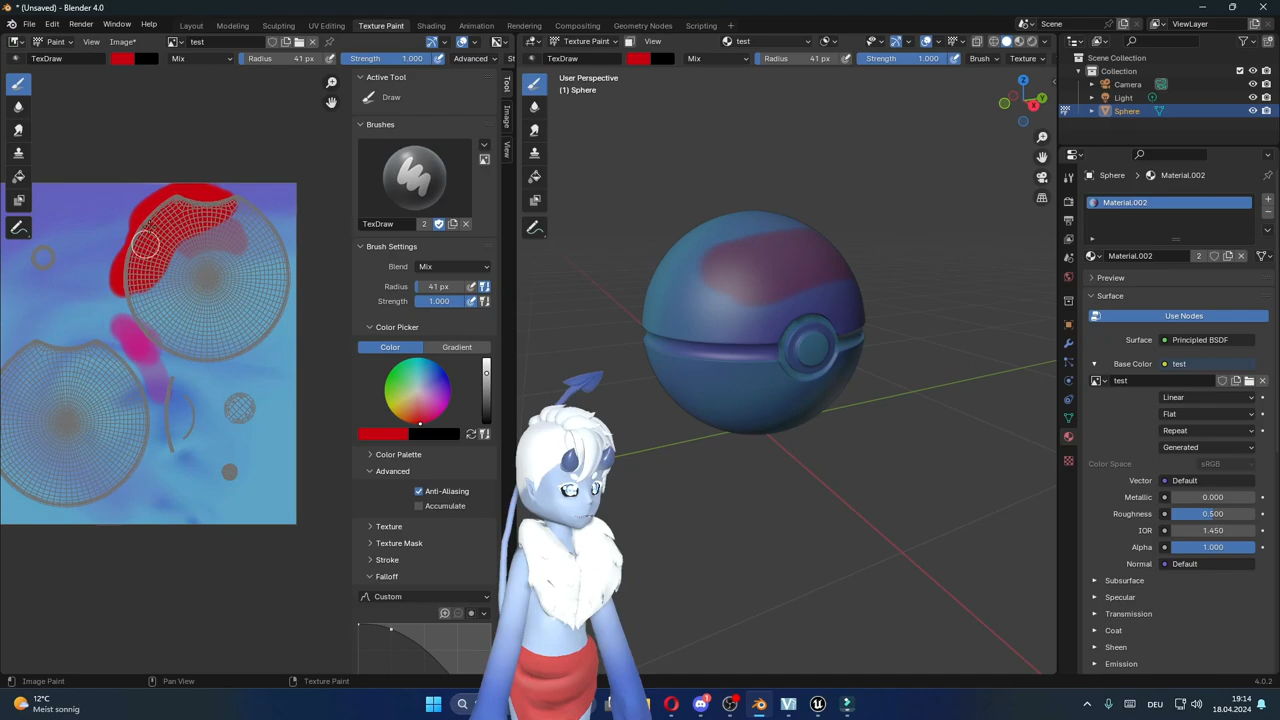 * (Unsaved) - Blender 4.0
File Edit Render Window Help Layout Modeling Sculpting UV Editing Texture Paint Shading Animation Rendering Compositing Geometry Nodes Scripting + Scene ViewLayer
Paint View Image* test Texture Paint View test
TexDraw Mix Radius 41 px Strength 1.000 Advanced TexDraw Mix Radius 41 px Strength 1.000 Brush Texture
Scene Collection
Collection
Camera
Light
Sphere
Tool
Image
View
Active Tool
Draw
Brushes
TexDraw 2
Brush Settings
Blend Mix
Radius 41 px
Strength 1.000
Color Picker
Color Gradient
Color Palette
Advanced
Anti-Aliasing
Accumulate
Texture
Texture Mask
Stroke
Falloff
Custom
User Perspective
(1) Sphere
Z
Y
X
Sphere Material.002
Material.002
Material.002 2
Preview
Surface
Use Nodes
Surface Principled BSDF
Base Color test
test
Linear
Flat
Repeat
Generated
Color Space sRGB
Vector Default
Metallic 0.000
Roughness 0.500
IOR 1.450
Alpha 1.000
Normal Default
Subsurface
Specular
Transmission
Coat
Sheen
Emission
Image Paint Pan View Texture Paint 4.0.2
12°C
Meist sonnig
DEU
19:14
18.04.2024